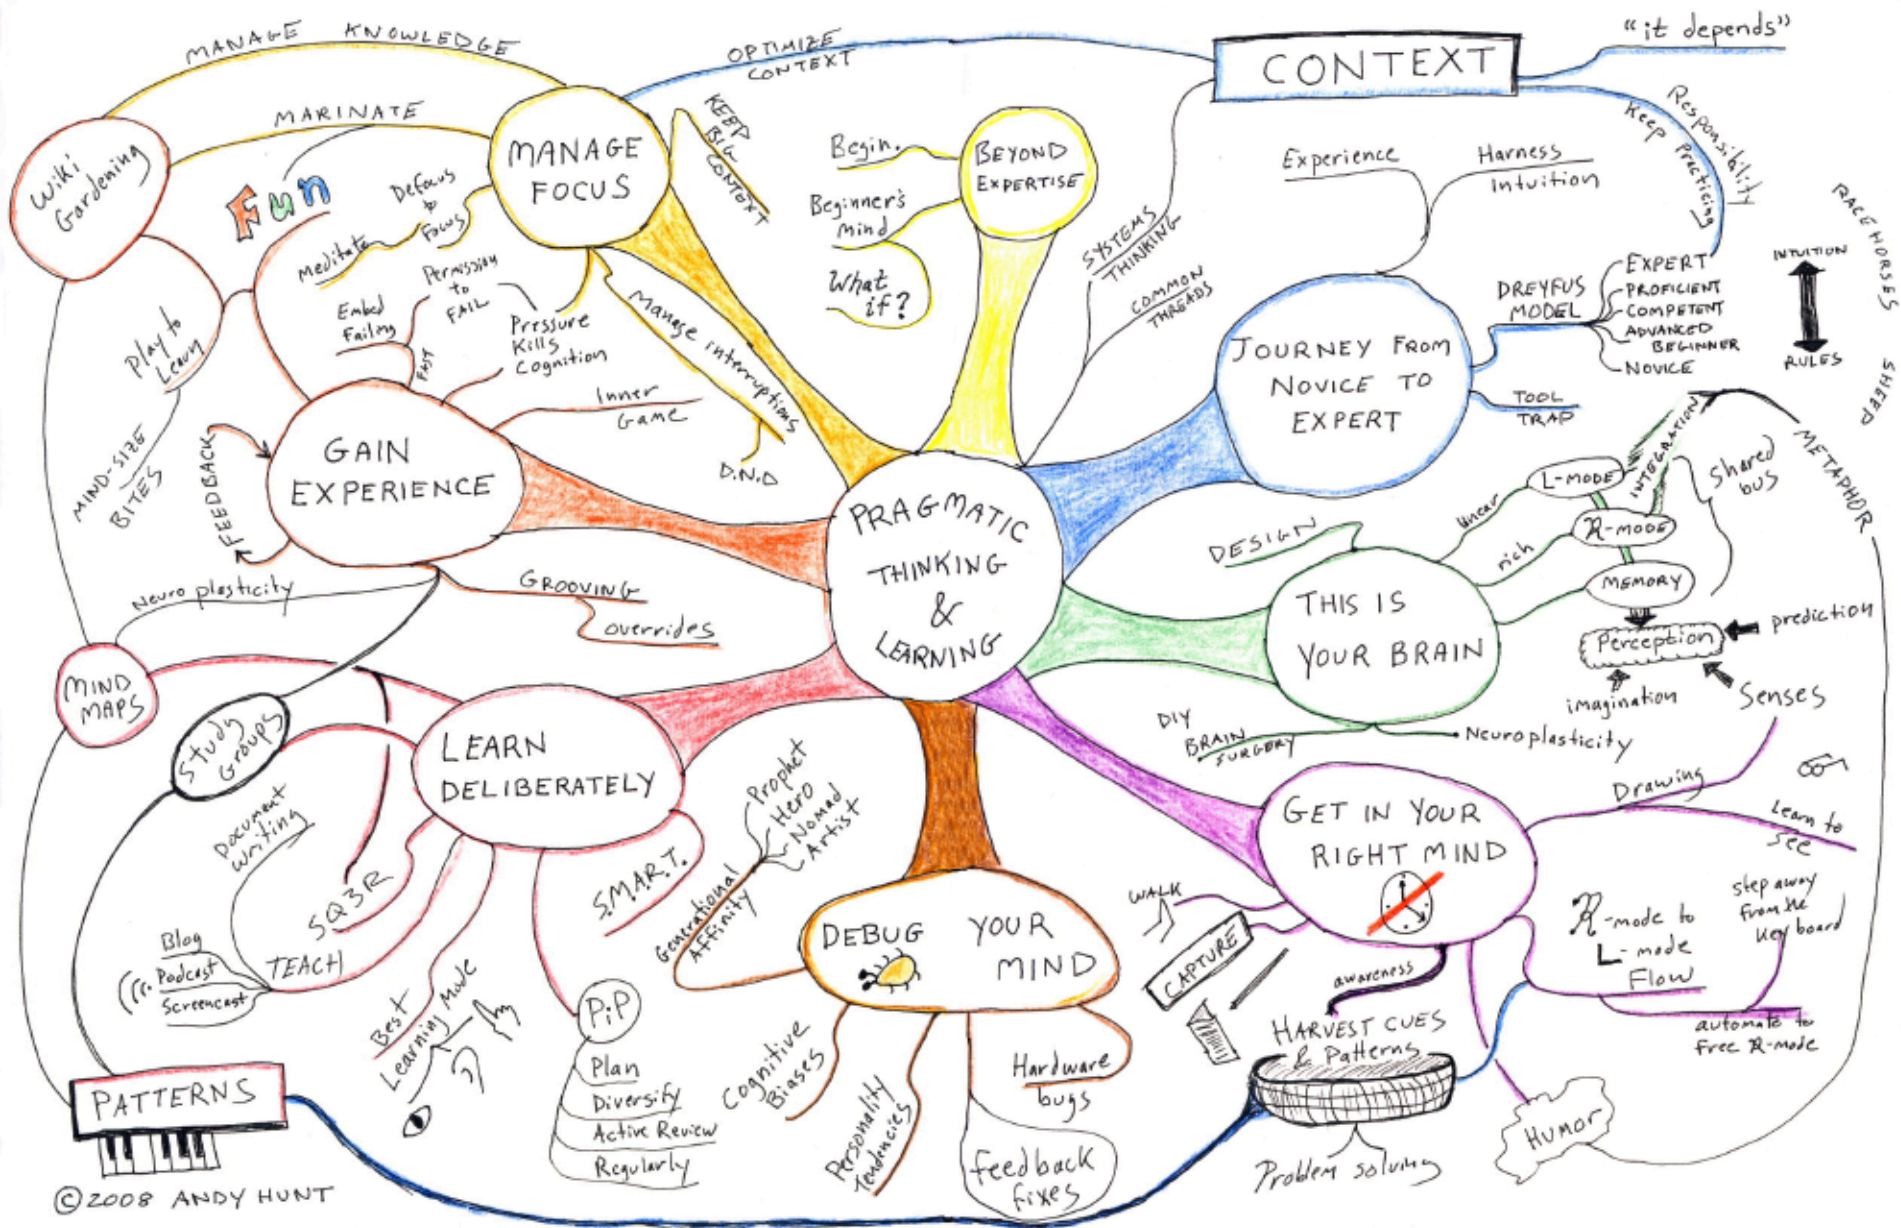 MANAGE KNOWLEDGE
OPTIMIZE
CONTEXT
CONTEXT
"it depends"
Responsibility
Keep Practicing
MARINATE
Wiki
Gardening
Fun
MANAGE
FOCUS
KEEP
BIG
CONTEXT
Defocus
to
Focus
Meditate
Begin.
Beginner's
mind
What
if?
BEYOND
EXPERTISE
SYSTEMS
THINKING
COMMON
THREADS
Experience
Harness
Intuition
RACEHORSES
SHEEP
INTUITION
RULES
JOURNEY FROM
NOVICE TO
EXPERT
DREYFUS
MODEL
EXPERT
PROFICIENT
COMPETENT
ADVANCED
BEGINNER
NOVICE
TOOL
TRAP
Permission
to
FAIL
Embed
Failing
FAST
Pressure
Kills
Cognition
Manage interruptions
D.N.D
Inner
Game
Play to
Learn
MIND-SIZE
BITES
FEEDBACK
GAIN
EXPERIENCE
Neuro plasticity
GROOVING
overrides
PRAGMATIC
THINKING
&
LEARNING
THIS IS
YOUR BRAIN
DESIGN
linear
L-MODE
rich
R-MODE
INTEGRATION
METAPHOR
Shared
bus
MEMORY
Perception
prediction
imagination
Senses
DIY
BRAIN
SURGERY
Neuroplasticity
MIND
MAPS
Study
Groups
LEARN
DELIBERATELY
Document
Writing
SQ3R
TEACH
Blog
Podcast
Screencast
Best
Learning Mode
S.M.A.R.T.
PiP
Plan
Diversify
Active Review
Regularly
Prophet
Hero
Nomad
Artist
Generational
Affinity
DEBUG YOUR
MIND
Cognitive
Biases
Personality
Tendencies
Hardware
bugs
feedback
fixes
GET IN YOUR
RIGHT MIND
Drawing
Learn to
See
WALK
CAPTURE
awareness
HARVEST CUES
& Patterns
Problem solving
R-mode to
L-mode
Flow
step away
from the
keyboard
automate to
free R-mode
HUMOR
PATTERNS
© 2008 ANDY HUNT